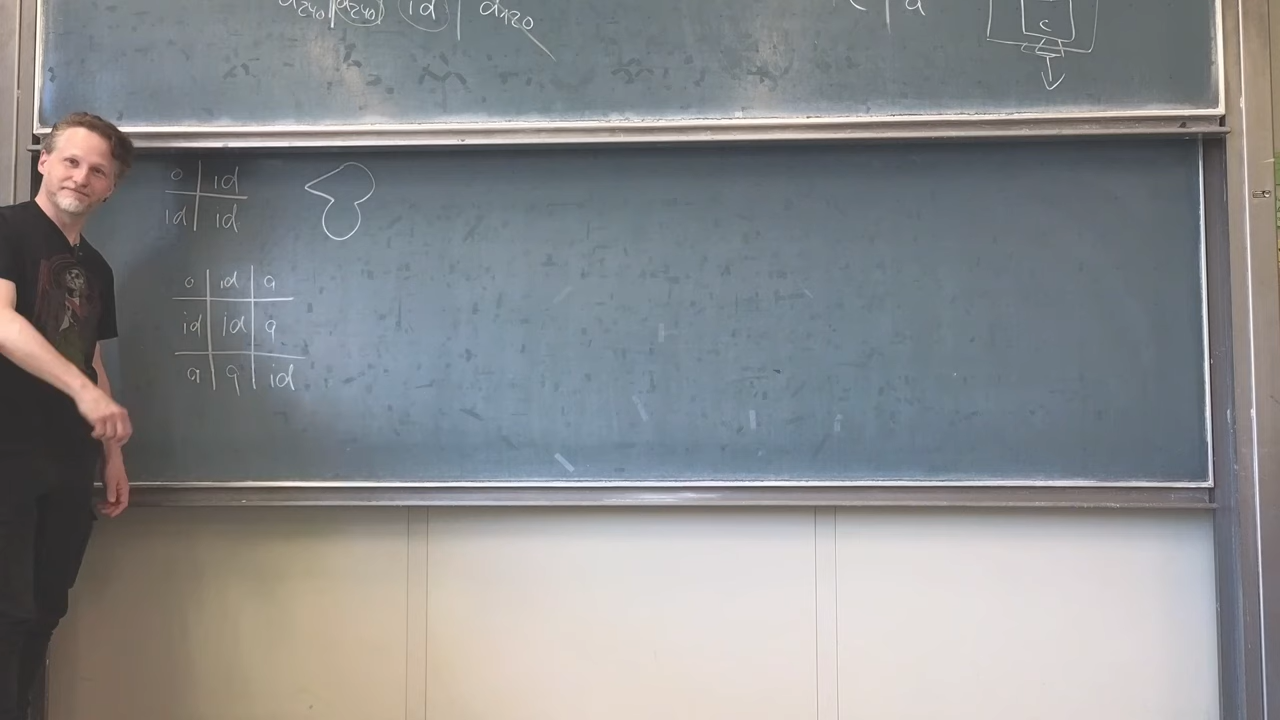 d240 | d240 | id | d120
a
c
o | id
id | id
o | id | a
id | id | a
a | a | id